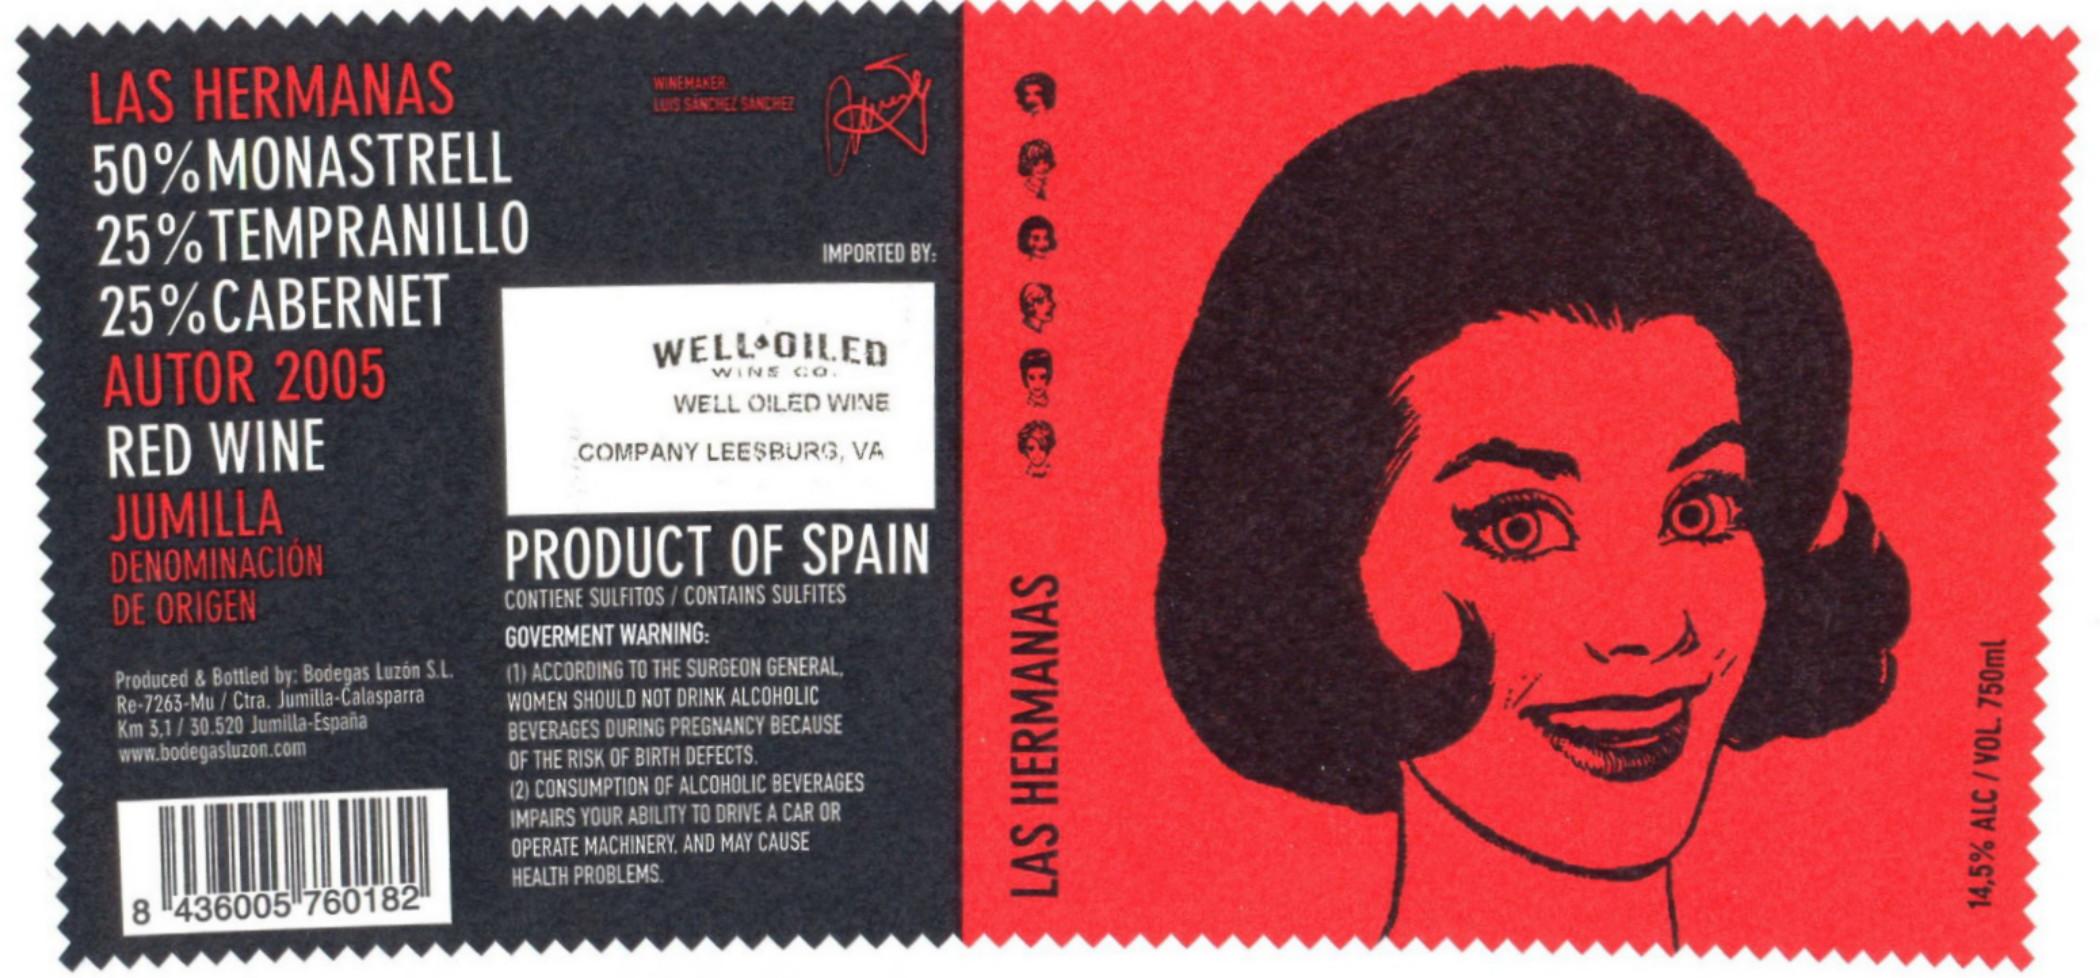 LAS HERMANAS
50%MONASTRELL
25%TEMPRANILLO
25%CABERNET
AUTOR 2005
RED WINE
JUMILLA
DENOMINACIÓN
DE ORIGEN
Produced & Bottled by: Bodegas Luzón S.L.
Re-7263-Mu / Ctra. Jumilla-Calasparra
Km 3,1 / 30.520 Jumilla-España
www.bodegasluzon.com
8 436005 760182
WINEMAKER:
LUIS SÁNCHEZ SÁNCHEZ
IMPORTED BY:
WELL OILED
WINE CO.
WELL OILED WINE
COMPANY LEESBURG, VA
PRODUCT OF SPAIN
CONTIENE SULFITOS / CONTAINS SULFITES
GOVERMENT WARNING:
(1) ACCORDING TO THE SURGEON GENERAL,
WOMEN SHOULD NOT DRINK ALCOHOLIC
BEVERAGES DURING PREGNANCY BECAUSE
OF THE RISK OF BIRTH DEFECTS.
(2) CONSUMPTION OF ALCOHOLIC BEVERAGES
IMPAIRS YOUR ABILITY TO DRIVE A CAR OR
OPERATE MACHINERY, AND MAY CAUSE
HEALTH PROBLEMS.
LAS HERMANAS
14,5% ALC / VOL. 750ml